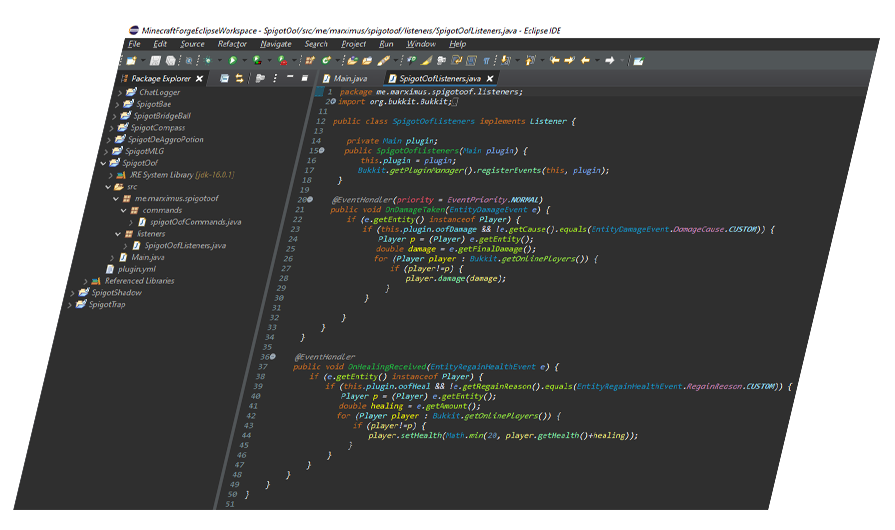 MinecraftForgeEclipseWorkspace - SpigotOof/src/me/marximus/spigotoof/listeners/SpigotOofListeners.java - Eclipse IDE
File Edit Source Refactor Navigate Search Project Run Window Help
Package Explorer
Main.java SpigotOofListeners.java
ChatLogger
SpigotBae
SpigotBridgeBall
SpigotCompass
SpigotDeAggroPotion
SpigotMLG
SpigotOof
JRE System Library [jdk-16.0.1]
src
me.marximus.spigotoof
commands
spigotOofCommands.java
listeners
SpigotOofListeners.java
Main.java
plugin.yml
Referenced Libraries
SpigotShadow
SpigotTrap
1 package me.marximus.spigotoof.listeners;
2 import org.bukkit.Bukkit;
11
12 public class SpigotOofListeners implements Listener {
13
14 private Main plugin;
15 public SpigotOofListeners(Main plugin) {
16 this.plugin = plugin;
17 Bukkit.getPluginManager().registerEvents(this, plugin);
18 }
19
20 @EventHandler(priority = EventPriority.NORMAL)
21 public void OnDamageTaken(EntityDamageEvent e) {
22 if (e.getEntity() instanceof Player) {
23 if (this.plugin.oofDamage && !e.getCause().equals(EntityDamageEvent.DamageCause.CUSTOM)) {
24 Player p = (Player) e.getEntity();
25 double damage = e.getFinalDamage();
26 for (Player player : Bukkit.getOnlinePlayers()) {
27 if (player!=p) {
28 player.damage(damage);
29 }
30 }
31
32 }
33 }
34 }
35
36 @EventHandler
37 public void OnHealingReceived(EntityRegainHealthEvent e) {
38 if (e.getEntity() instanceof Player) {
39 if (this.plugin.oofHeal && !e.getRegainReason().equals(EntityRegainHealthEvent.RegainReason.CUSTOM)) {
40 Player p = (Player) e.getEntity();
41 double healing = e.getAmount();
42 for (Player player : Bukkit.getOnlinePlayers()) {
43 if (player!=p) {
44 player.setHealth(Math.min(20, player.getHealth()+healing));
45 }
46 }
47 }
48 }
49 }
50 }
51